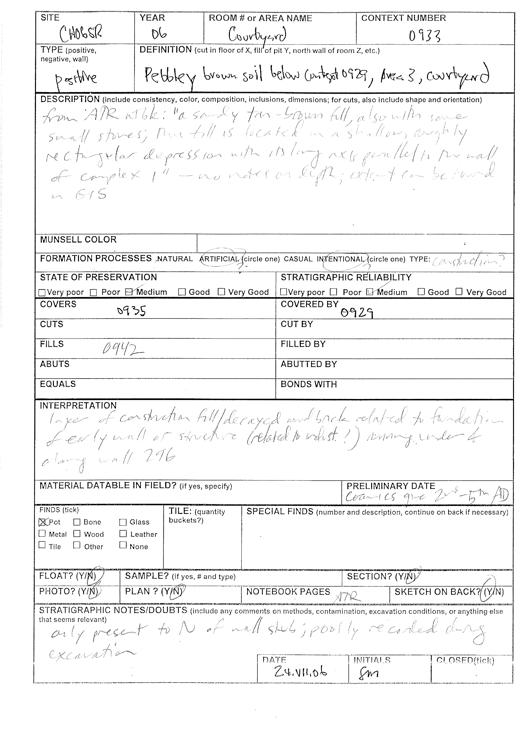 SITE YEAR ROOM # or AREA NAME CONTEXT NUMBER
CHOBSR 06 Courtyard 0933
TYPE (positive, negative, wall) DEFINITION (cut in floor of X, fill of pit Y, north wall of room Z, etc.)
positive Pebbley brown soil below context 0929, Area 3, courtyard
DESCRIPTION (include consistency, color, composition, inclusions, dimensions; for cuts, also include shape and orientation)
from ATR ntbk: "a sandy tan-brown fill, also with some
small stones; this fill is located in a shallow, roughly
rectangular depression with its long axis parallel to the wall
of complex 1" – no notes on depth; extent can be found
in GIS
MUNSELL COLOR
FORMATION PROCESSES NATURAL ARTIFICIAL (circle one) CASUAL INTENTIONAL (circle one) TYPE: construction?
STATE OF PRESERVATION STRATIGRAPHIC RELIABILITY
Very poor Poor Medium Good Very Good Very poor Poor Medium Good Very Good
COVERS 0935 COVERED BY 0929
CUTS CUT BY
FILLS 0942 FILLED BY
ABUTS ABUTTED BY
EQUALS BONDS WITH
INTERPRETATION
layer of construction fill/decayed mudbrick related to foundation
of early wall or structure (related to ) running under &
along wall 296
MATERIAL DATABLE IN FIELD? (if yes, specify) PRELIMINARY DATE
ceramics give 2nd-5th AD
FINDS (tick) TILE: (quantity buckets?) SPECIAL FINDS (number and description, continue on back if necessary)
Pot Bone Glass
Metal Wood Leather
Tile Other None
FLOAT? (Y/N) SAMPLE? (if yes, # and type) SECTION? (Y/N)
PHOTO? (Y/N) PLAN? (Y/N) NOTEBOOK PAGES ATR SKETCH ON BACK? (Y/N)
STRATIGRAPHIC NOTES/DOUBTS (include any comments on methods, contamination, excavation conditions, or anything else
that seems relevant)
only present to N of wall stub; poorly recorded during
excavation
DATE INITIALS CLOSED(tick)
24.VII.06 SM